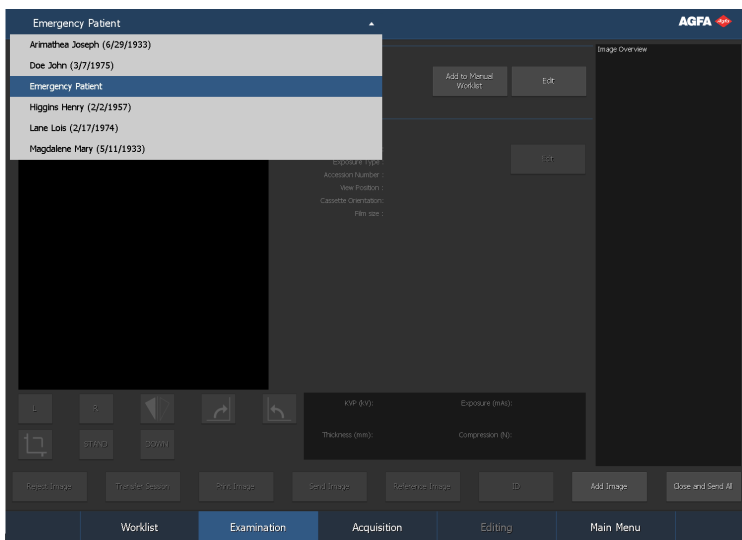 Emergency Patient
AGFA
Arimathea Joseph (6/29/1933)
Doe John (3/7/1975)
Emergency Patient
Higgins Henry (2/2/1957)
Lane Lois (2/17/1974)
Magdalene Mary (5/11/1933)
Add to Manual
Worklist
Edit
Image Overview
Exposure Type :
Accession Number :
View Position :
Cassette Orientation:
Film size :
Edit
L
R
STAND
DOWN
KVP (kV):
Exposure (mAs):
Thickness (mm):
Compression (N):
Reject Image
Transfer Session
Print Image
Send Image
Reference Image
ID
Add Image
Close and Send All
Worklist
Examination
Acquisition
Editing
Main Menu